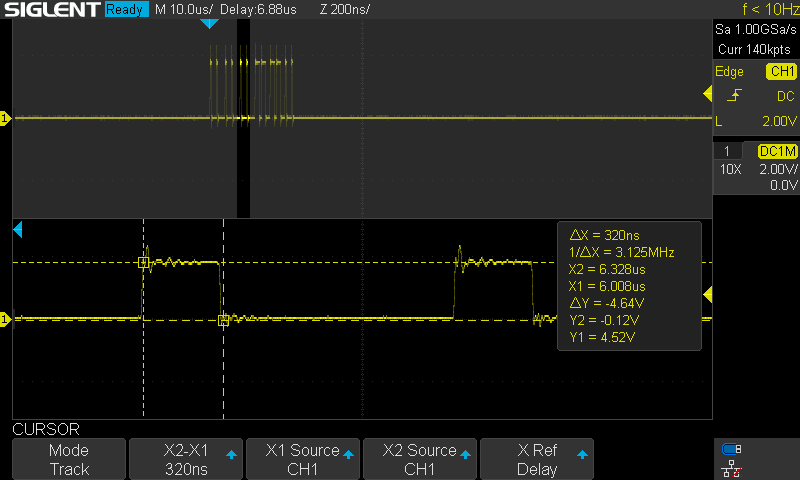 SIGLENT Ready M 10.0us/ Delay:6.88us Z 200ns/ f < 10Hz
Sa 1.00GSa/s
Curr 140kpts
Edge CH1
DC
L 2.00V
1 DC1M
10X 2.00V/
0.0V
1
ΔX = 320ns
1/ΔX = 3.125MHz
X2 = 6.328us
X1 = 6.008us
ΔY = -4.64V
Y2 = -0.12V
Y1 = 4.52V
1
CURSOR
Mode
Track
X2-X1
320ns
X1 Source
CH1
X2 Source
CH1
X Ref
Delay